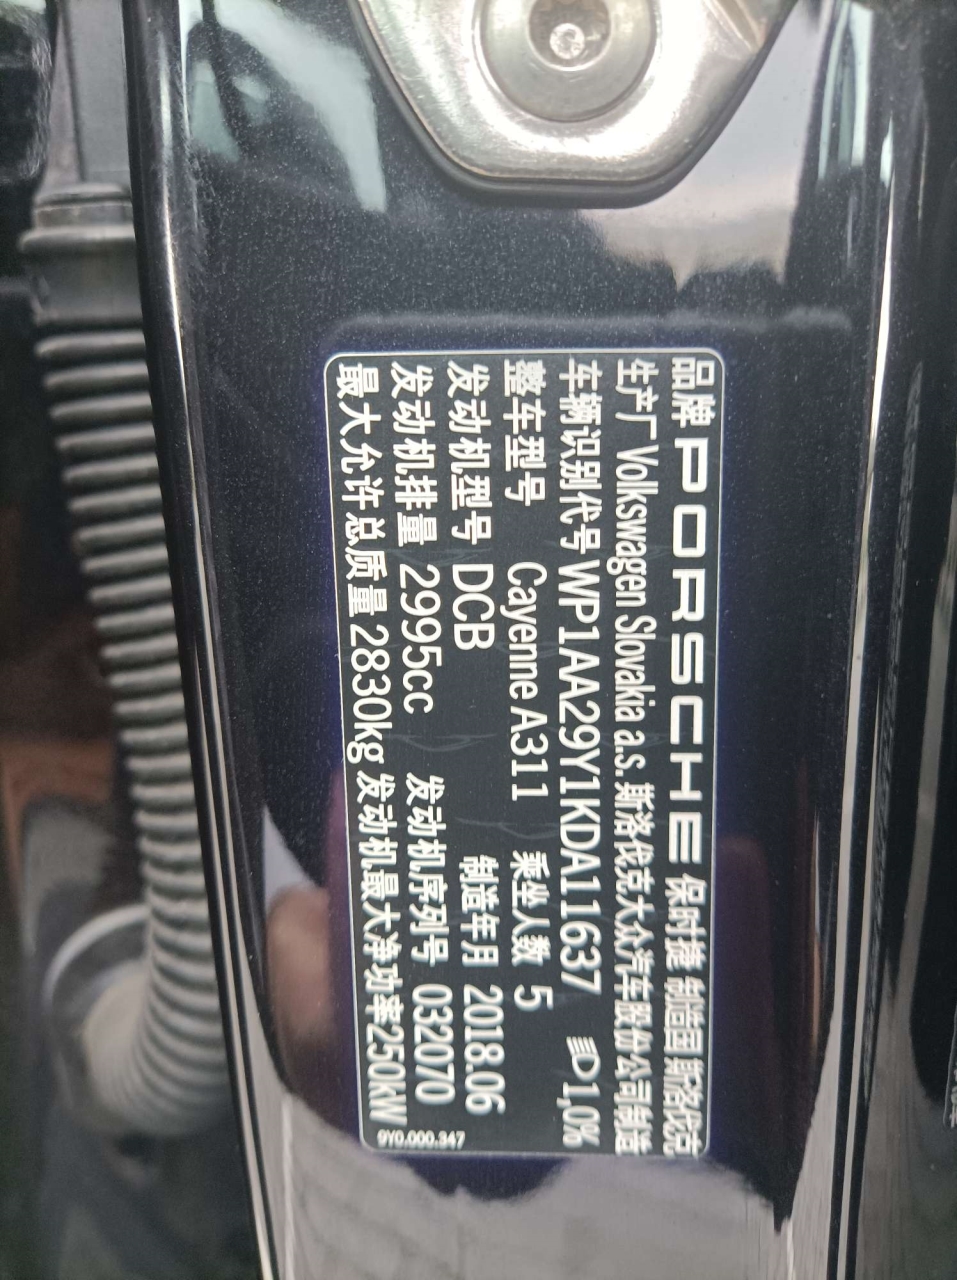 品牌 PORSCHE 保时捷 制造国 斯洛伐克
生产厂 Volkswagen Slovakia a.s. 斯洛伐克大众汽车股份公司制造
车辆识别代号 WP1AA29Y1KDA11637 1,0%
整车型号 Cayenne A311 乘坐人数 5
发动机型号 DCB 制造年月 2018.06
发动机排量 2995cc 发动机序列号 032070
最大允许总质量 2830kg 发动机最大净功率250kW
9Y0.000.347